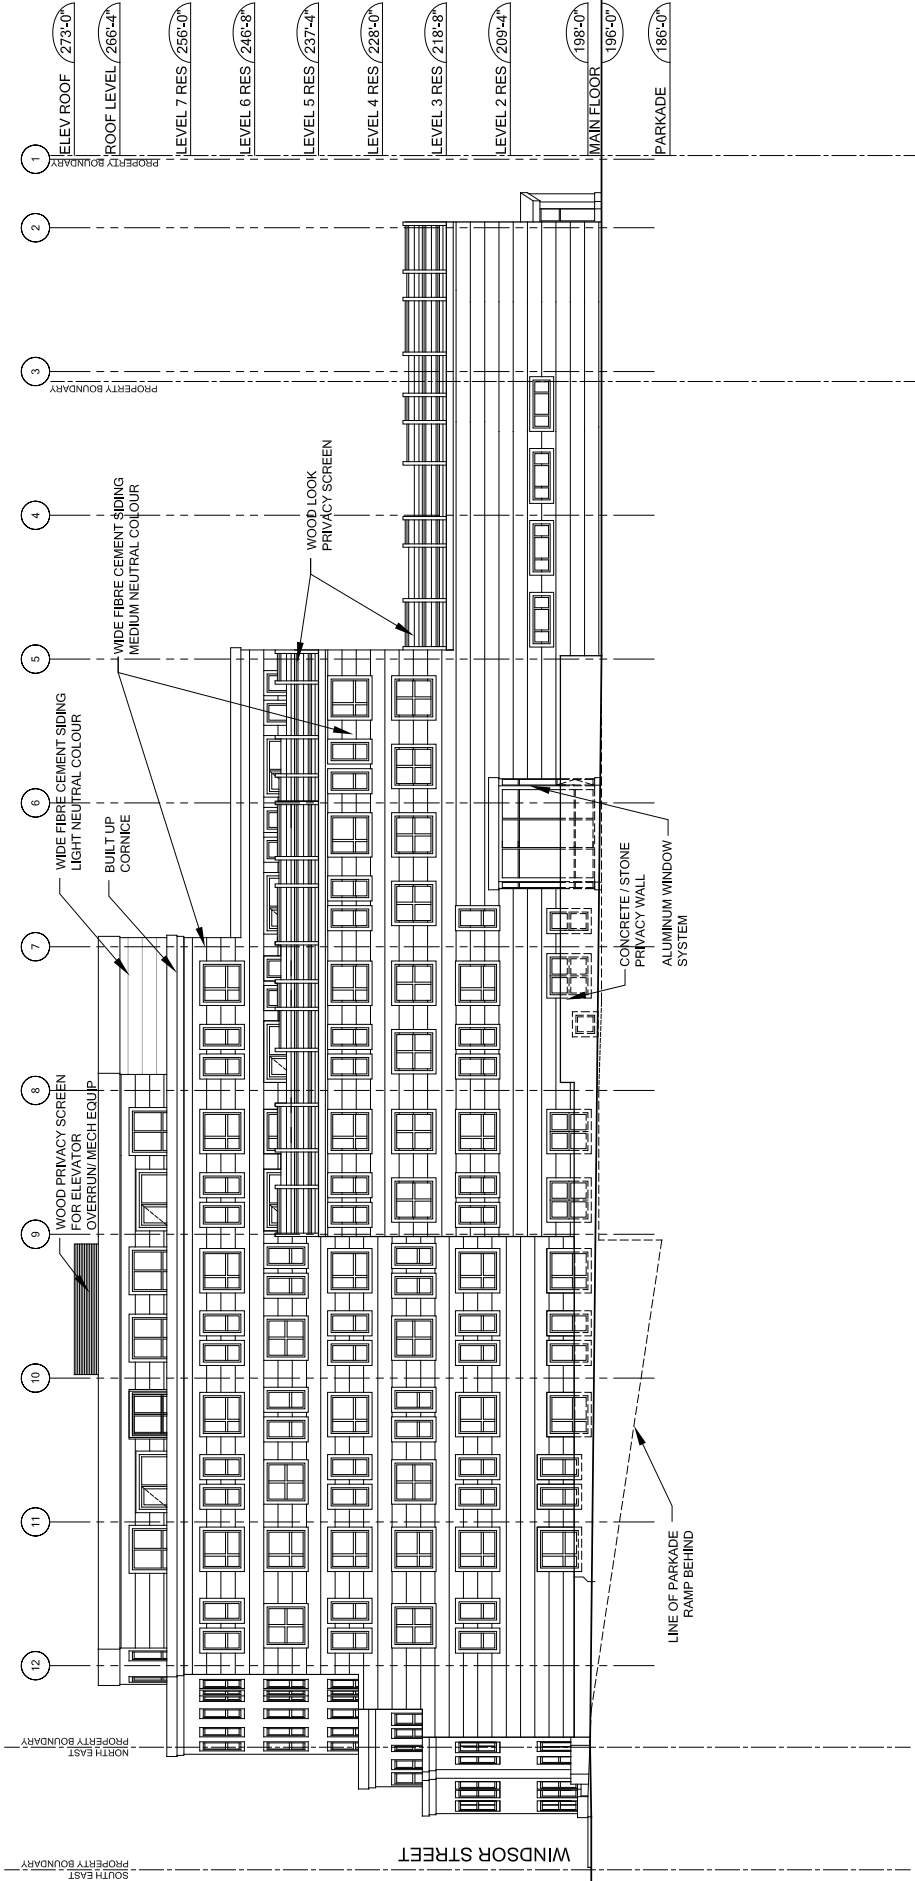 SOUTH EAST
PROPERTY BOUNDARY
NORTH EAST
PROPERTY BOUNDARY
12
11
10
9
8
7
6
5
4
3
2
1
PROPERTY BOUNDARY
PROPERTY BOUNDARY
ELEV ROOF 273'-0"
ROOF LEVEL 266'-4"
LEVEL 7 RES 256'-0"
LEVEL 6 RES 246'-8"
LEVEL 5 RES 237'-4"
LEVEL 4 RES 228'-0"
LEVEL 3 RES 218'-8"
LEVEL 2 RES 209'-4"
MAIN FLOOR 198'-0"
196'-0"
PARKADE 186'-0"
WOOD PRIVACY SCREEN
FOR ELEVATOR
OVERRUN/ MECH EQUIP
WIDE FIBRE CEMENT SIDING
LIGHT NEUTRAL COLOUR
BUILT UP
CORNICE
WIDE FIBRE CEMENT SIDING
MEDIUM NEUTRAL COLOUR
WOOD LOOK
PRIVACY SCREEN
CONCRETE / STONE
PRIVACY WALL
ALUMINUM WINDOW
SYSTEM
LINE OF PARKADE
RAMP BEHIND
WINDSOR STREET